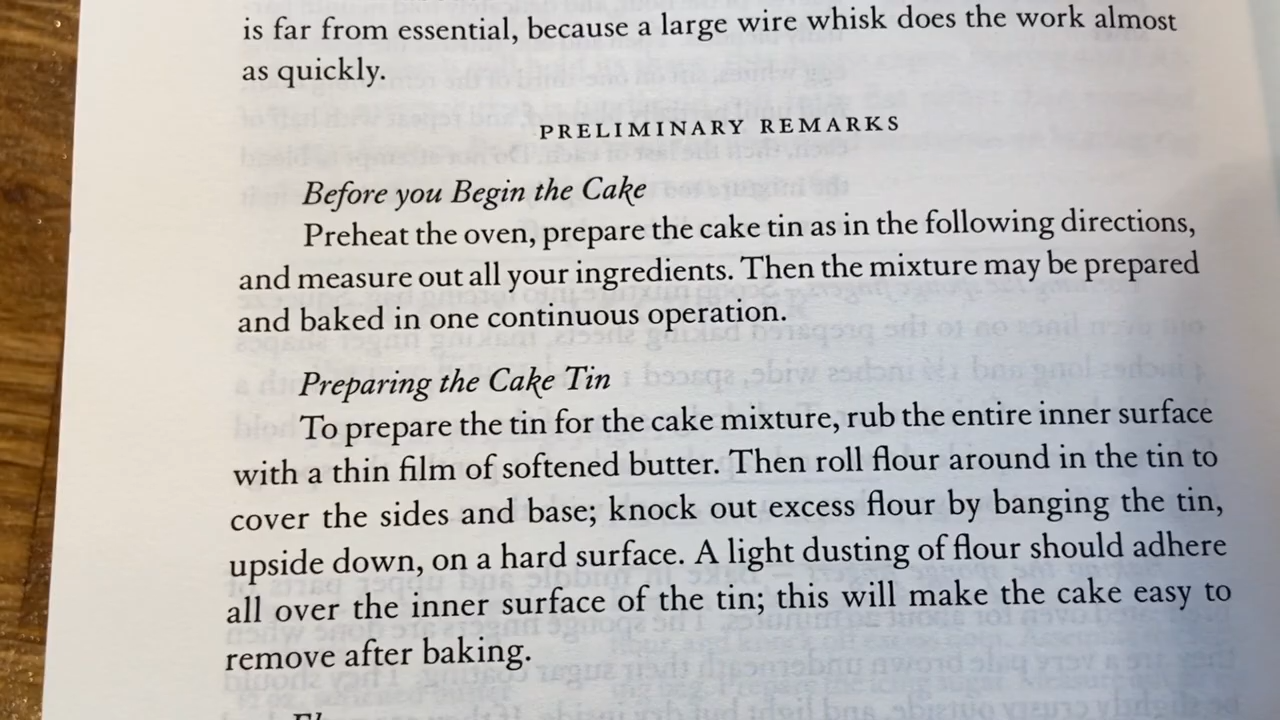 is far from essential, because a large wire whisk does the work almost
as quickly.
PRELIMINARY REMARKS
Before you Begin the Cake
Preheat the oven, prepare the cake tin as in the following directions,
and measure out all your ingredients. Then the mixture may be prepared
and baked in one continuous operation.
Preparing the Cake Tin
To prepare the tin for the cake mixture, rub the entire inner surface
with a thin film of softened butter. Then roll flour around in the tin to
cover the sides and base; knock out excess flour by banging the tin,
upside down, on a hard surface. A light dusting of flour should adhere
all over the inner surface of the tin; this will make the cake easy to
remove after baking.